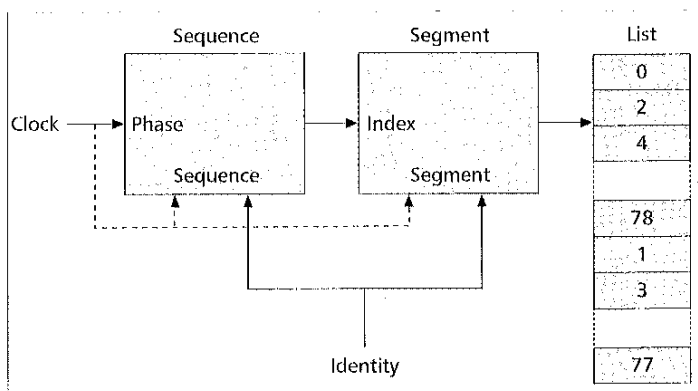 Sequence
Segment
List
Clock
Phase
Sequence
Index
Segment
0
2
4
78
1
3
77
Identity